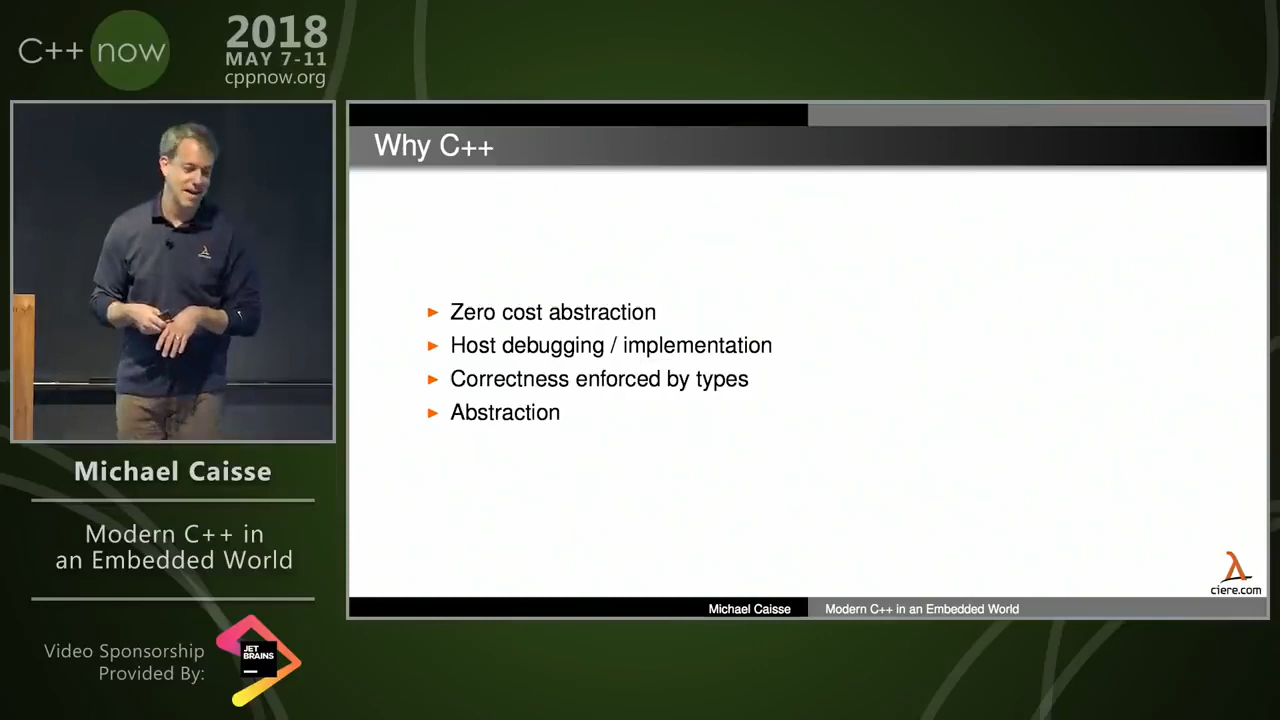 C++ now
2018
MAY 7-11
cppnow.org
Why C++
Zero cost abstraction
Host debugging / implementation
Correctness enforced by types
Abstraction
ciere.com
Michael Caisse
Modern C++ in an Embedded World
Michael Caisse
Modern C++ in
an Embedded World
Video Sponsorship
Provided By:
JET
BRAINS